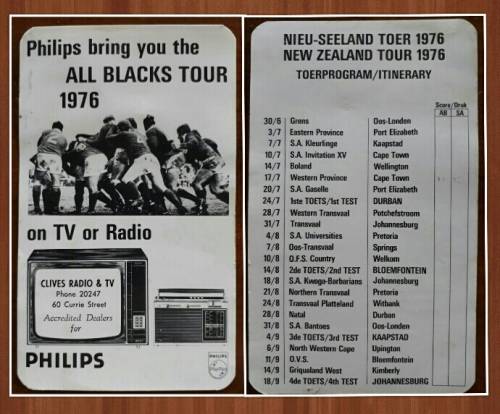 Philips bring you the
ALL BLACKS TOUR
1976
on TV or Radio
CLIVES RADIO & TV
Phone 20247
60 Currie Street
Accredited Dealers
for
PHILIPS
PHILIPS
NIEU-SEELAND TOER 1976
NEW ZEALAND TOUR 1976
TOERPROGRAM/ITINERARY
Score/Druk
AB SA
30/6 Grens Oos-Londen
3/7 Eastern Province Port Elizabeth
7/7 S.A. Kleurlinge Kaapstad
10/7 S.A. Invitation XV Cape Town
14/7 Boland Wellington
17/7 Western Province Cape Town
20/7 S.A. Gaselle Port Elizabeth
24/7 1ste TOETS/1st TEST DURBAN
28/7 Western Transvaal Potchefstroom
31/7 Transvaal Johannesburg
4/8 S.A. Universities Pretoria
7/8 Oos-Transvaal Springs
10/8 O.F.S. Country Welkom
14/8 2de TOETS/2nd TEST BLOEMFONTEIN
18/8 S.A. Kwagga-Barbarians Johannesburg
21/8 Northern Transvaal Pretoria
24/8 Transvaal Platteland Witbank
28/8 Natal Durban
31/8 S.A. Bantoes Oos-Londen
4/9 3de TOETS/3rd TEST KAAPSTAD
6/9 North Western Cape Upington
11/9 O.V.S. Bloemfontein
14/9 Griqualand West Kimberly
18/9 4de TOETS/4th TEST JOHANNESBURG